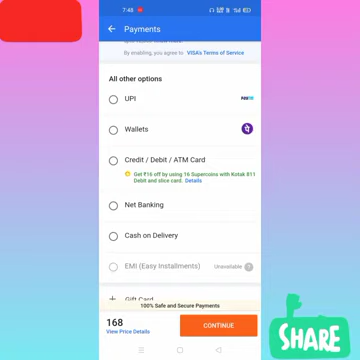 7:48
Payments
By enabling, you agree to VISA's Terms of Service
All other options
UPI
Paytm
Wallets
Credit / Debit / ATM Card
Get ₹16 off by using 16 Supercoins with Kotak 811
Debit and slice card. Details
Net Banking
Cash on Delivery
EMI (Easy Installments)
Unavailable ?
Gift Card
100% Safe and Secure Payments
168
View Price Details
CONTINUE
SHARE